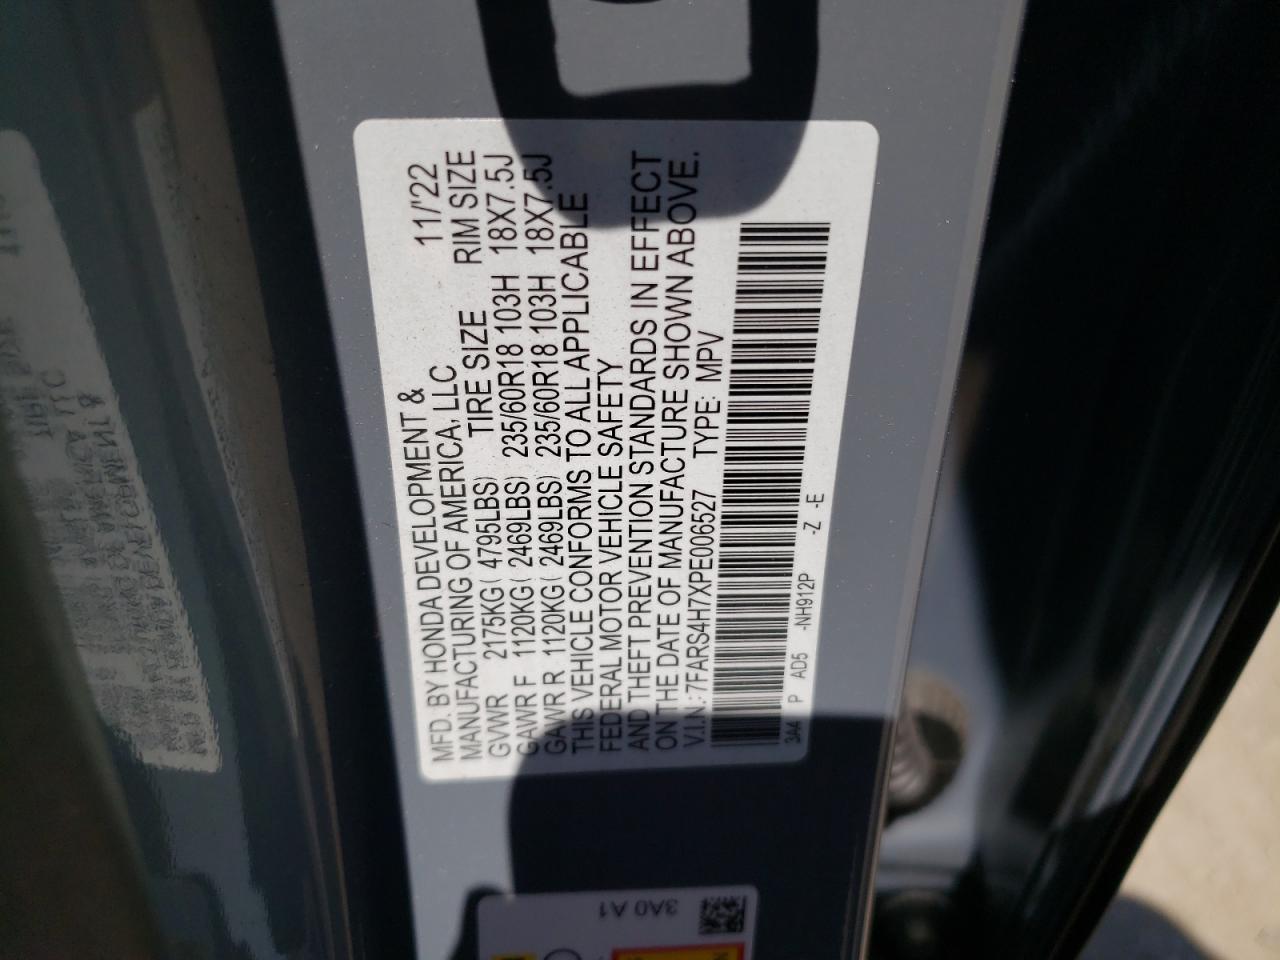 MFD. BY HONDA DEVELOPMENT &
MANUFACTURING OF AMERICA, LLC 11/'22
GVWR 2175KG( 4795LBS) TIRE SIZE RIM SIZE
GAWR F 1120KG( 2469LBS) 235/60R18 103H 18X7.5J
GAWR R 1120KG( 2469LBS) 235/60R18 103H 18X7.5J
THIS VEHICLE CONFORMS TO ALL APPLICABLE
FEDERAL MOTOR VEHICLE SAFETY
AND THEFT PREVENTION STANDARDS IN EFFECT
ON THE DATE OF MANUFACTURE SHOWN ABOVE.
V.I.N.: 7FARS4H7XPE006527 TYPE: MPV
3A4 P AD5 -NH912P -Z -E
3A0 A1